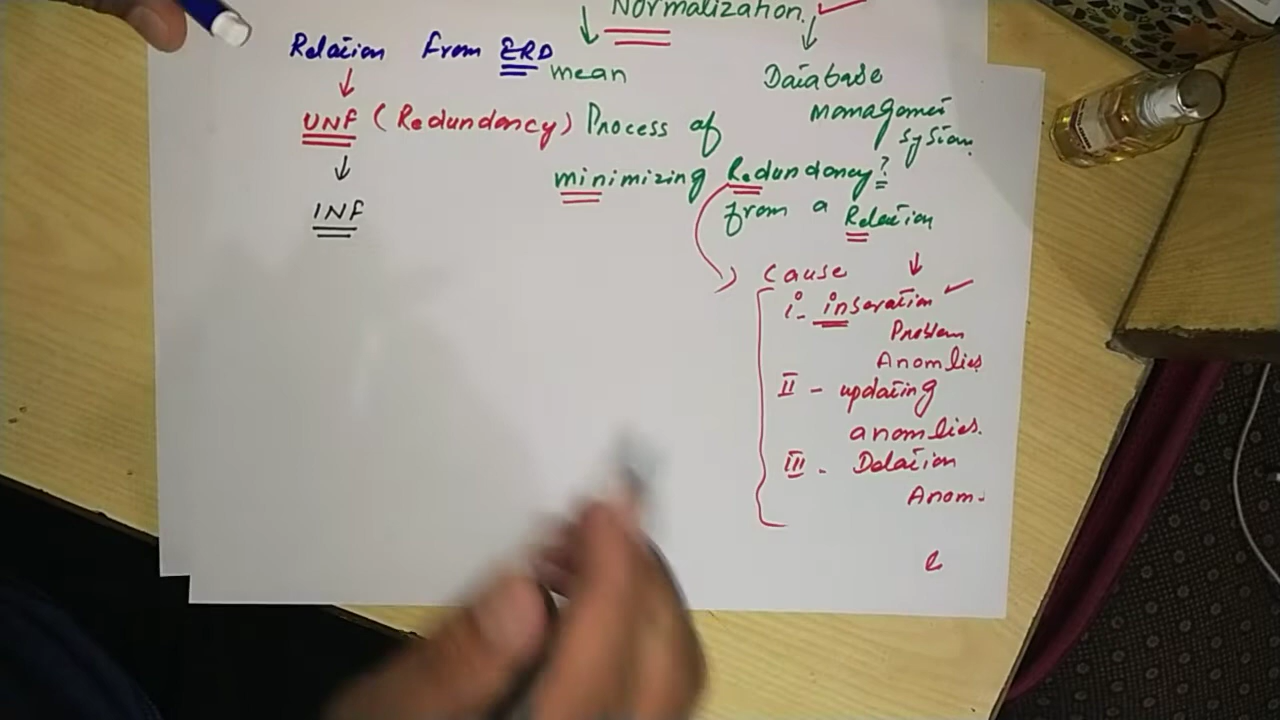 Normalization.
Relation from ERD
mean
Database
management
system.
UNF (Redundancy)
Process of
minimizing Redundancy?
from a Relation
1NF
Cause
i- inseration
Problem
Anomlies
II - updating
anomlies.
III - Delation
Anom-
e